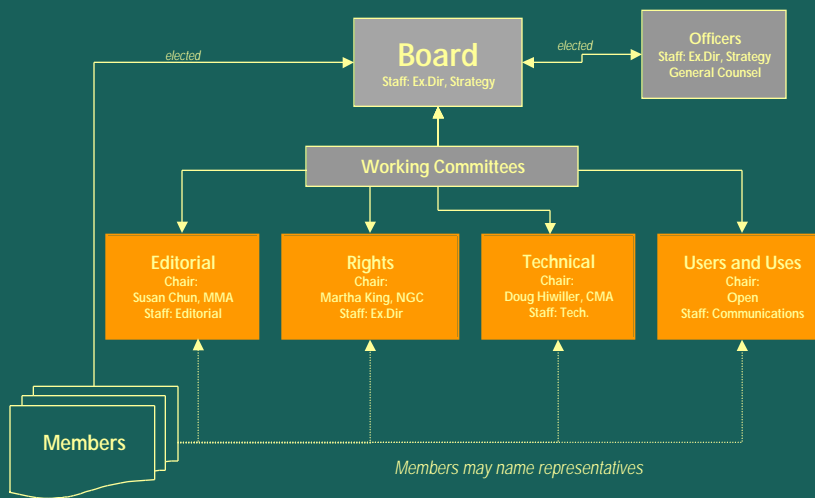 elected
Board
Staff: Ex.Dir, Strategy
elected
Officers
Staff: Ex.Dir, Strategy
General Counsel
Working Committees
Editorial
Chair:
Susan Chun, MMA
Staff: Editorial
Rights
Chair:
Martha King, NGC
Staff: Ex.Dir
Technical
Chair:
Doug Hiwiller, CMA
Staff: Tech.
Users and Uses
Chair:
Open
Staff: Communications
Members
Members may name representatives